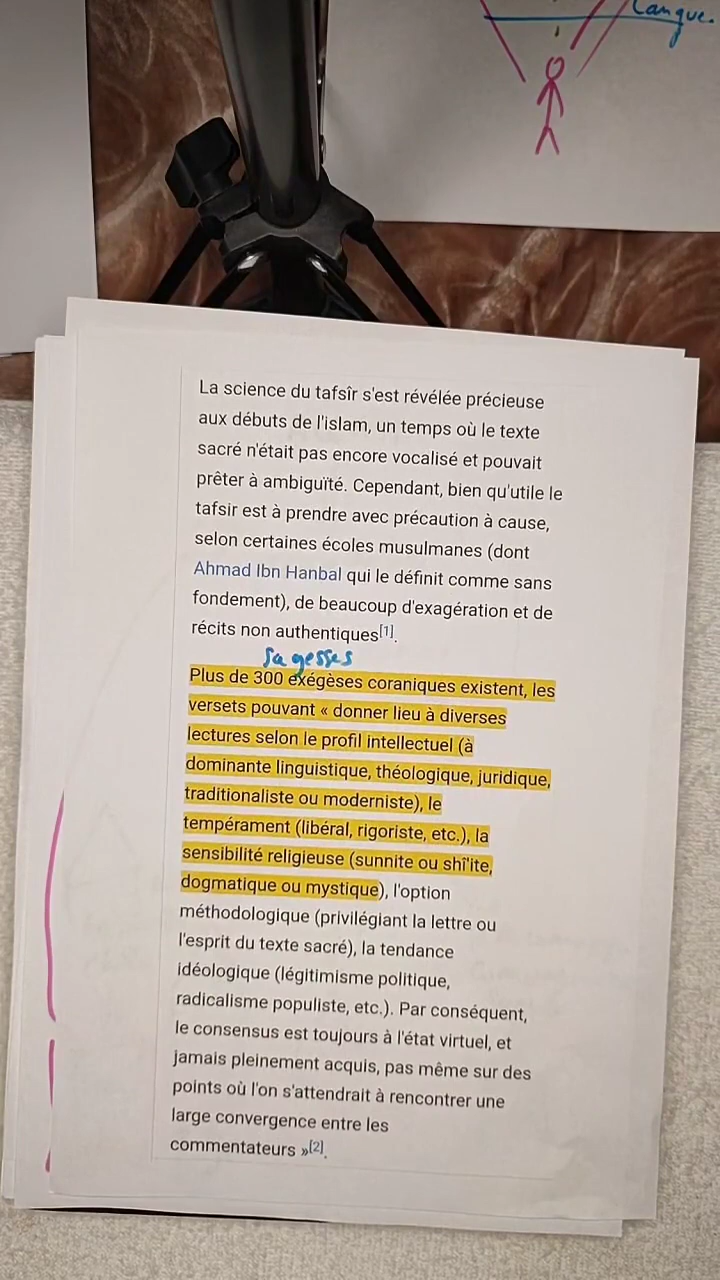 Langue.
La science du tafsîr s'est révélée précieuse
aux débuts de l'islam, un temps où le texte
sacré n'était pas encore vocalisé et pouvait
prêter à ambiguïté. Cependant, bien qu'utile le
tafsir est à prendre avec précaution à cause,
selon certaines écoles musulmanes (dont
Ahmad Ibn Hanbal qui le définit comme sans
fondement), de beaucoup d'exagération et de
récits non authentiques[1].
Sagesses
Plus de 300 exégèses coraniques existent, les
versets pouvant « donner lieu à diverses
lectures selon le profil intellectuel (à
dominante linguistique, théologique, juridique,
traditionaliste ou moderniste), le
tempérament (libéral, rigoriste, etc.), la
sensibilité religieuse (sunnite ou shî'ite,
dogmatique ou mystique), l'option
méthodologique (privilégiant la lettre ou
l'esprit du texte sacré), la tendance
idéologique (légitimisme politique,
radicalisme populiste, etc.). Par conséquent,
le consensus est toujours à l'état virtuel, et
jamais pleinement acquis, pas même sur des
points où l'on s'attendrait à rencontrer une
large convergence entre les
commentateurs »[2].